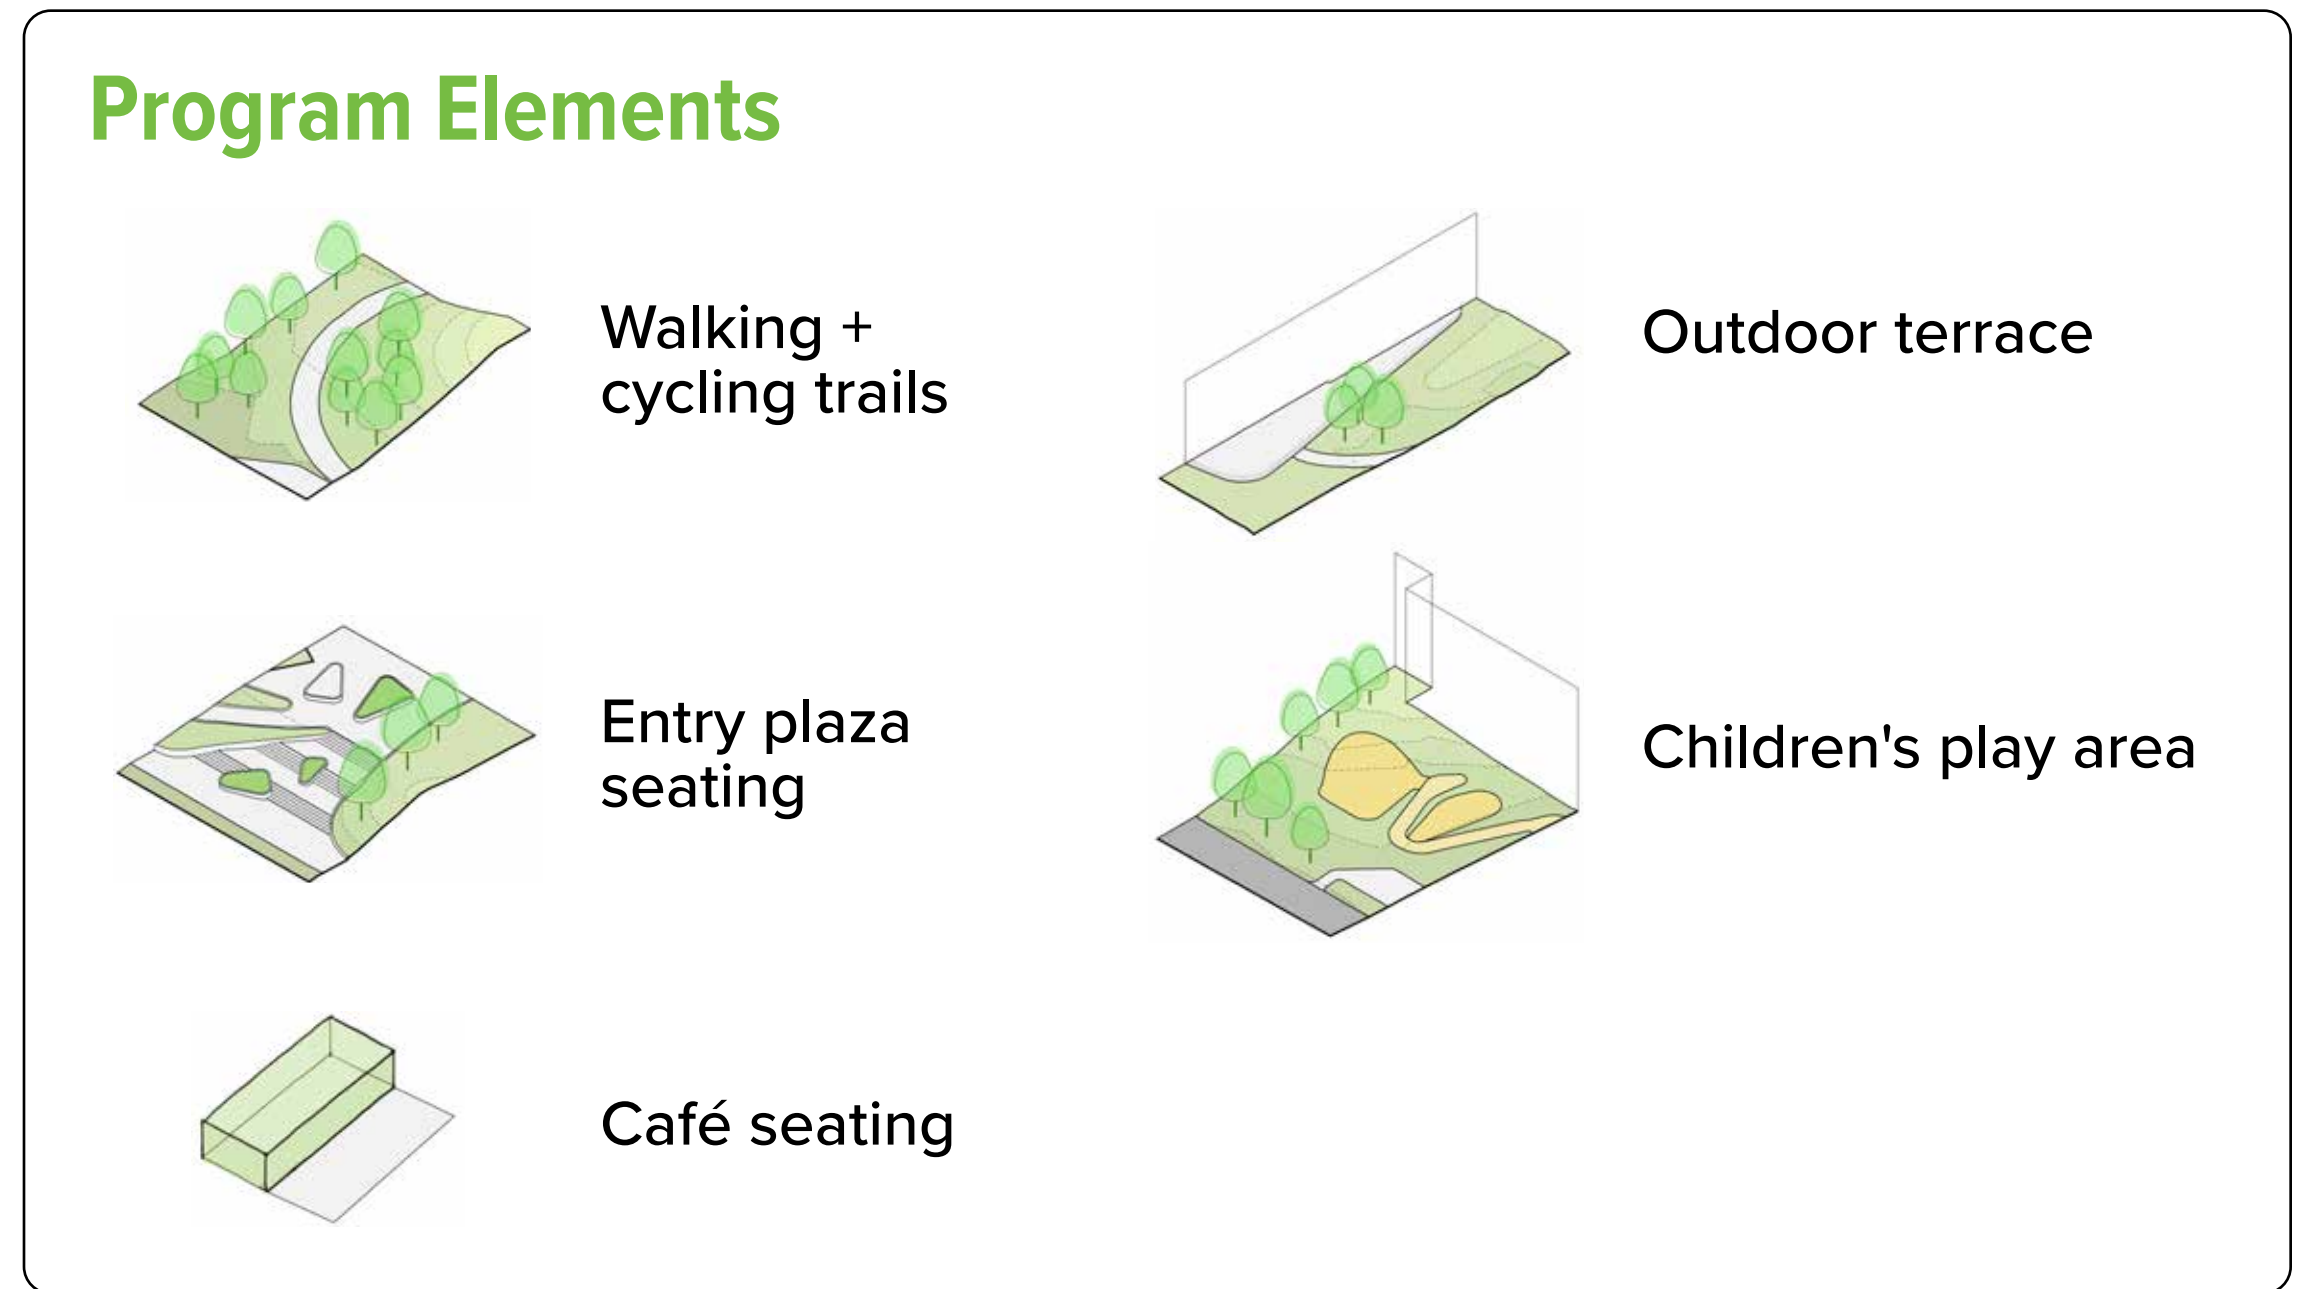 Program Elements
Walking +
cycling trails
Outdoor terrace
Entry plaza
seating
Children's play area
Café seating